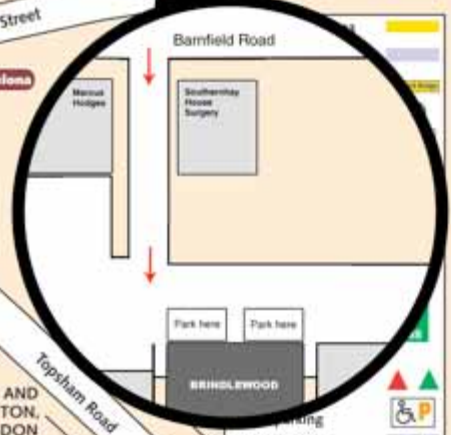 Street
Barnfield Road
Marcus
Hodges
Southernhay
House
Surgery
Park here
Park here
BRINDLEWOOD
Topsham Road
AND
TON,
DON
P